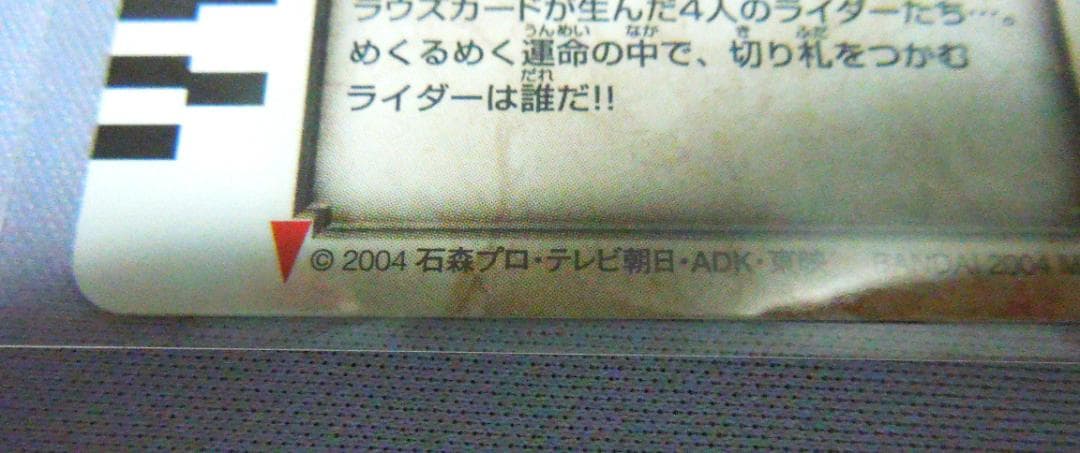 ラウズカードが生んだ4人のライダーたち…。
めくるめく運命の中で、切り札をつかむ
ライダーは誰だ!!
© 2004 石森プロ・テレビ朝日・ADK・東映 BANDAI 2004